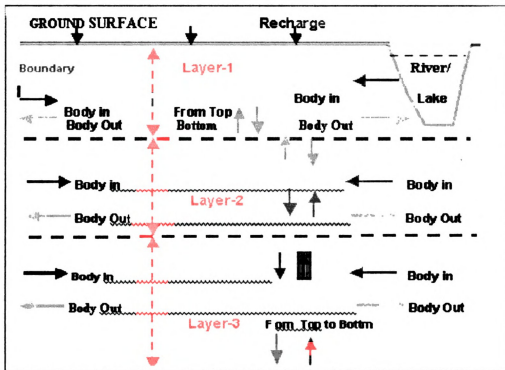 GROUND SURFACE Recharge
Boundary Layer-1 River/
Lake
Body in From Top Body in
Body Out Bottom Body Out
Body in Body in
Layer-2
Body Out Body Out
Body in Body in
Body Out Body Out
Layer-3 Fom Top to Bottm